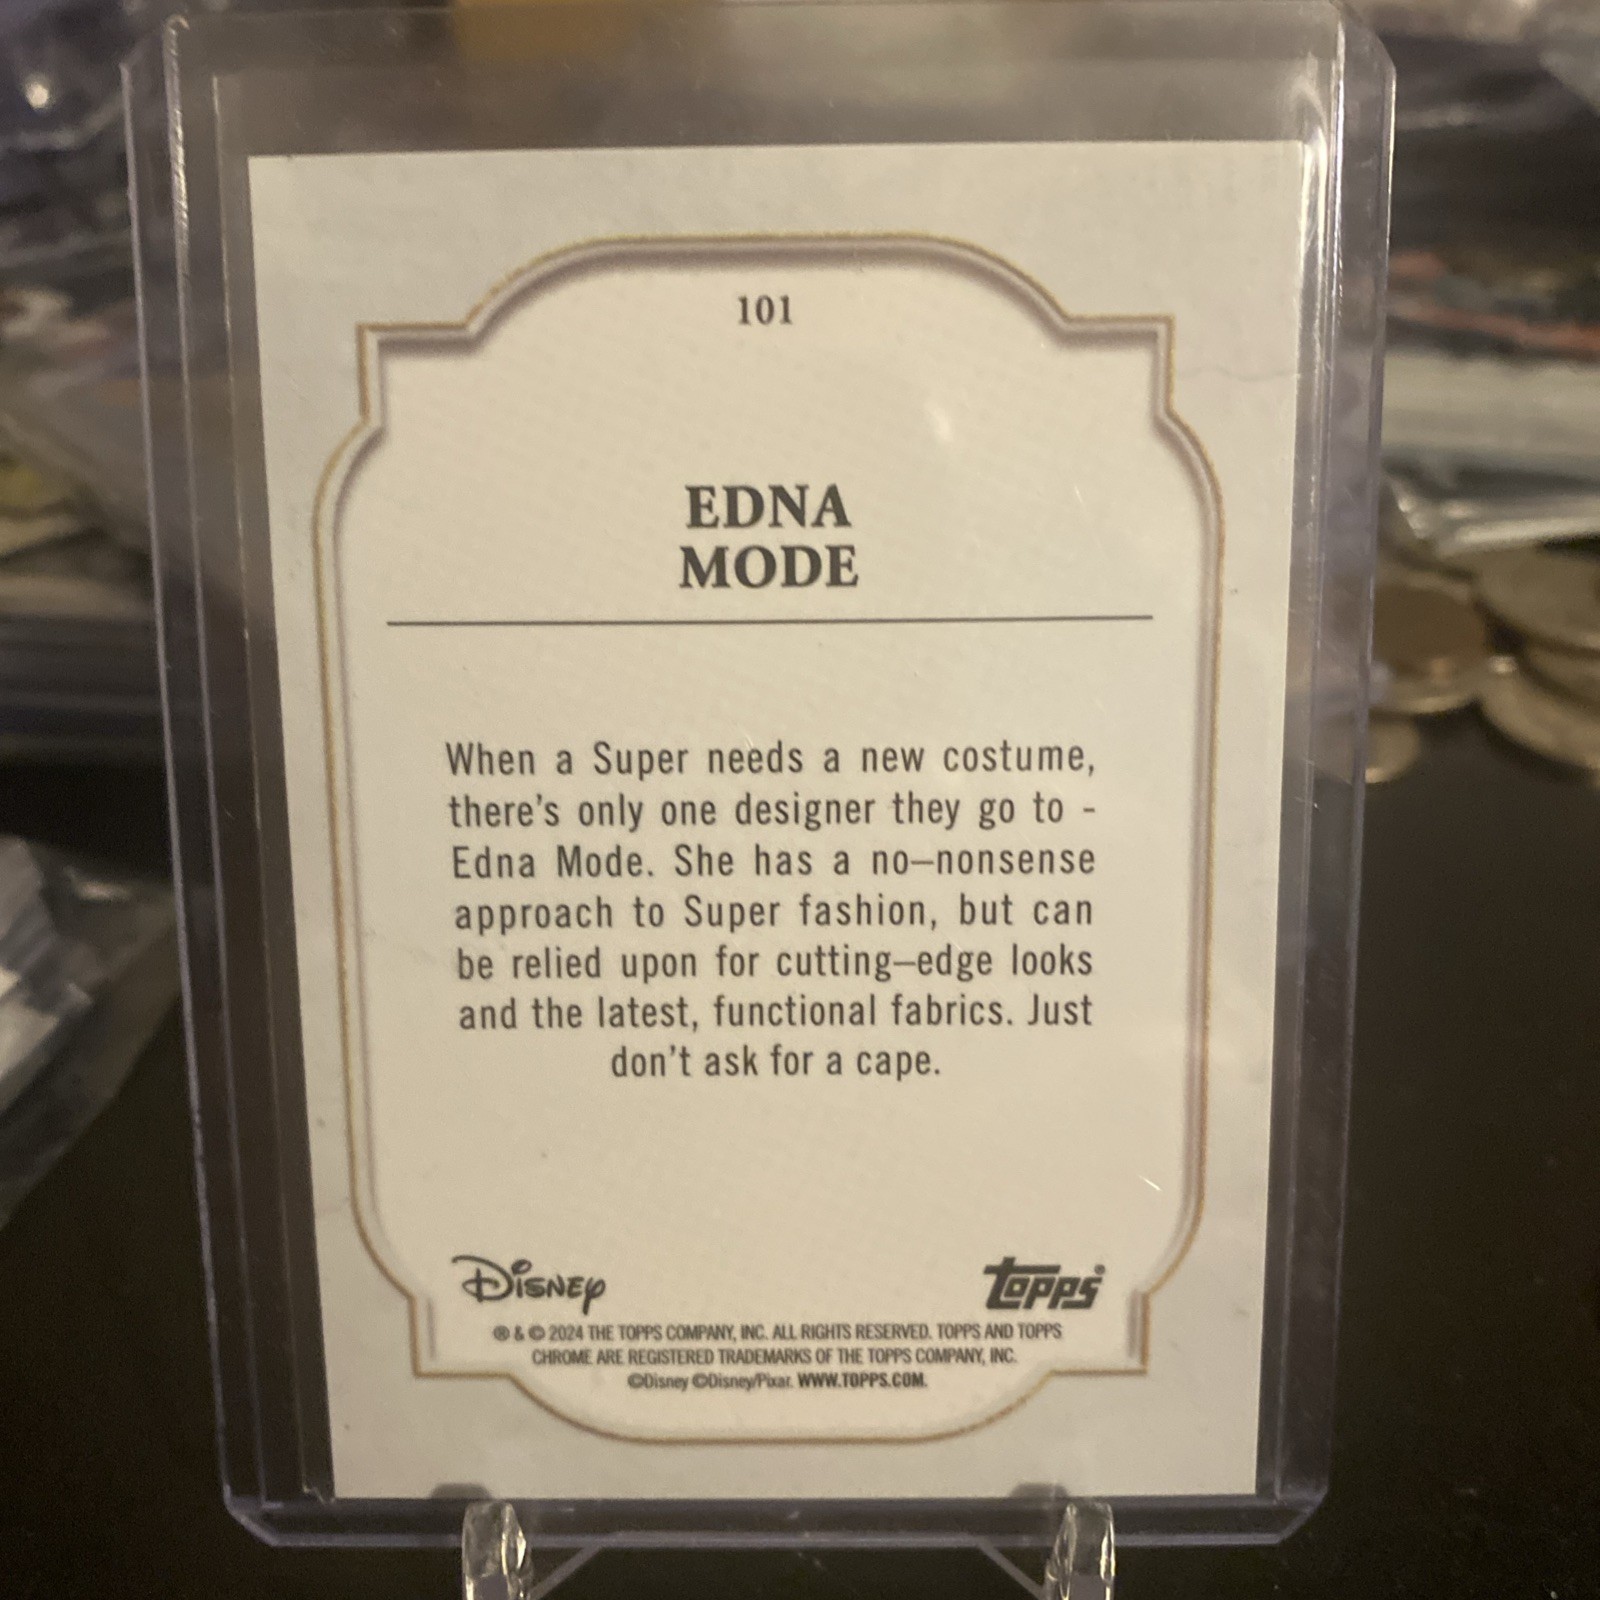 101
EDNA
MODE
When a Super needs a new costume,
there's only one designer they go to -
Edna Mode. She has a no–nonsense
approach to Super fashion, but can
be relied upon for cutting–edge looks
and the latest, functional fabrics. Just
don't ask for a cape.
Disney
topps®
® & © 2024 THE TOPPS COMPANY, INC. ALL RIGHTS RESERVED. TOPPS AND TOPPS
CHROME ARE REGISTERED TRADEMARKS OF THE TOPPS COMPANY, INC.
©Disney ©Disney/Pixar. WWW.TOPPS.COM.